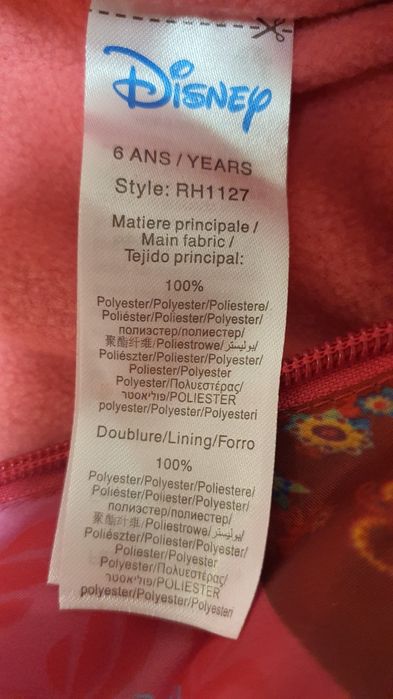 Disney
6 ANS / YEARS
Style: RH1127
Matiere principale /
Main fabric /
Tejido principal:
100%
Polyester/Polyester/Poliestere/
Poliéster/Poliester/Polyester/
полиэстер/полиестер/
聚酯纤维/Poliestrowe/بوليستر/
Poliészter/Poliester/Polyester/
Poliester/Polyester
Polyester/Πολυεστέρας/
פוליאסטר/POLIESTER
polyester/Polyester/Polyesteri
Doublure/Lining/Forro
100%
Polyester/Polyester/Poliestere/
Poliéster/Poliester/Polyester/
полиэстер/полиестер/
聚酯纤维/Poliestrowe/بوليستر/
Poliészter/Poliester/Polyester/
Poliester/Polyester
Polyester/Πολυεστέρας/
פוליאסטר/POLIESTER
polyester/Polyester/Polyesteri